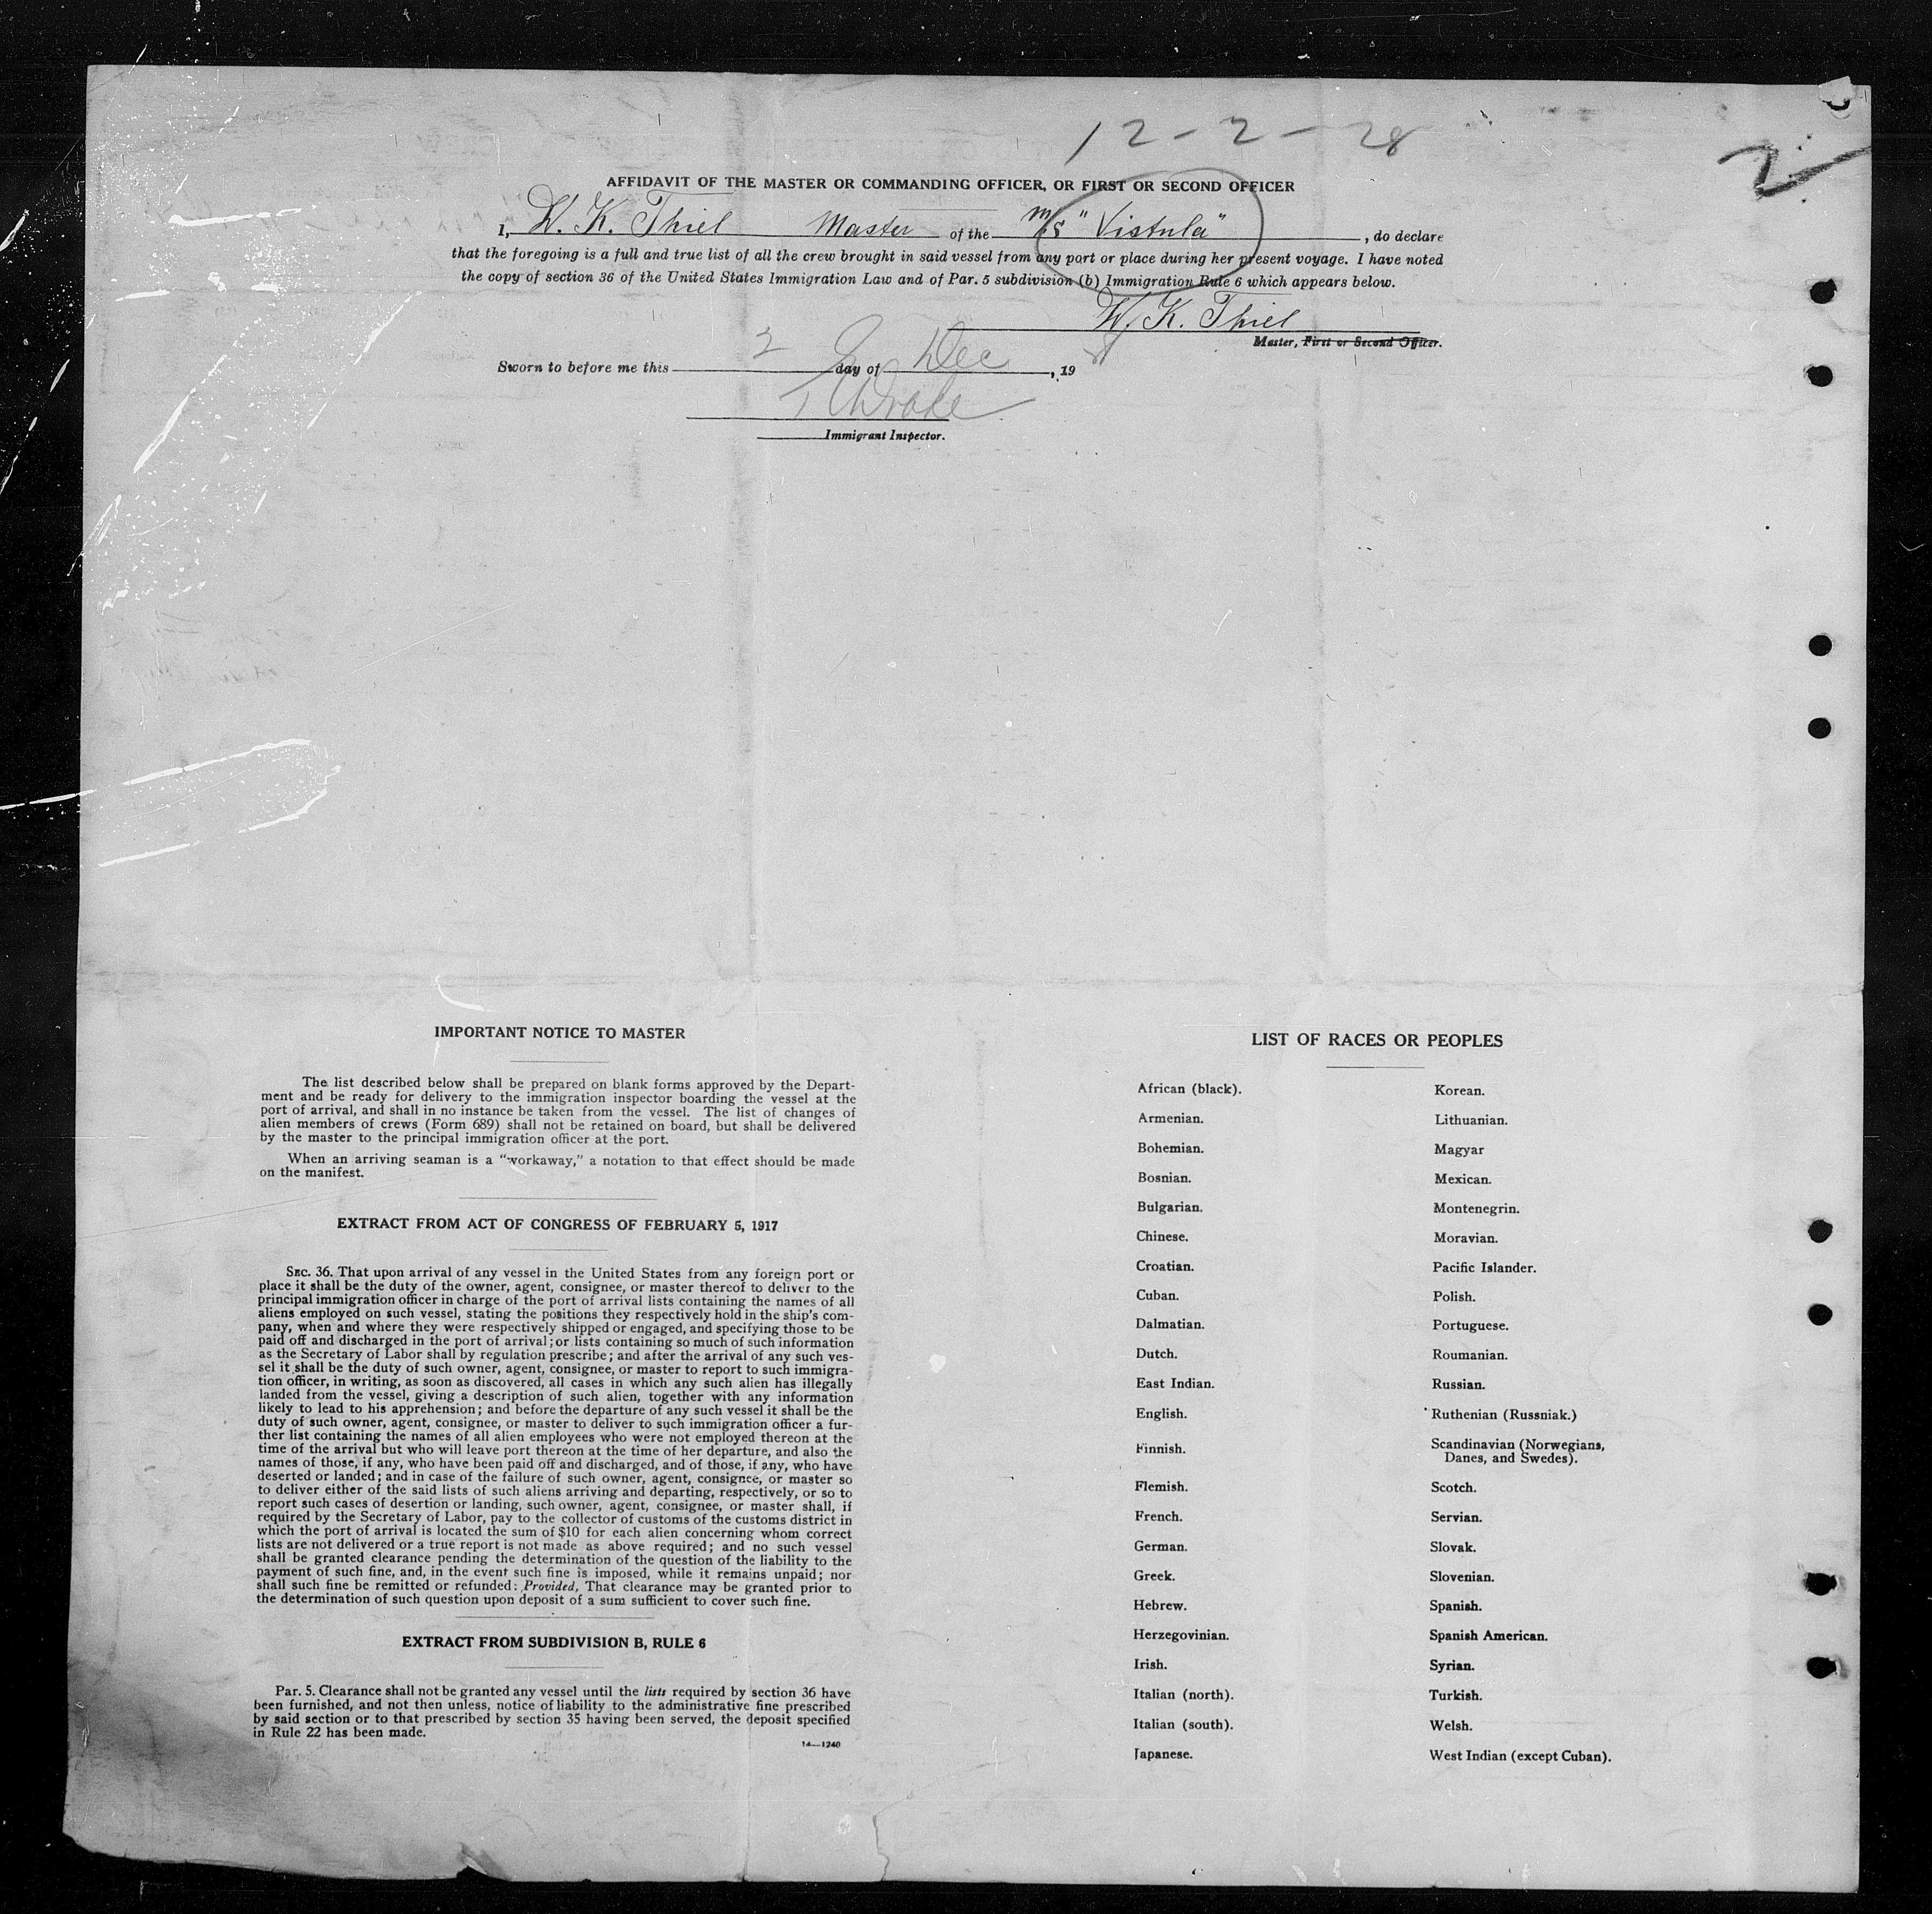 12-2-28
2
AFFIDAVIT OF THE MASTER OR COMMANDING OFFICER, OR FIRST OR SECOND OFFICER
I, W. K. Thiel Master of the M/S "Vistula", do declare
that the foregoing is a full and true list of all the crew brought in said vessel from any port or place during her present voyage. I have noted
the copy of section 36 of the United States Immigration Law and of Par. 5 subdivision (b) Immigration Rule 6 which appears below.
W. K. Thiel
Master, First or Second Officer.
Sworn to before me this 2 day of Dec, 19
Immigrant Inspector.
IMPORTANT NOTICE TO MASTER
The list described below shall be prepared on blank forms approved by the Depart-
ment and be ready for delivery to the immigration inspector boarding the vessel at the
port of arrival, and shall in no instance be taken from the vessel. The list of changes of
alien members of crews (Form 689) shall not be retained on board, but shall be delivered
by the master to the principal immigration officer at the port.
When an arriving seaman is a "workaway," a notation to that effect should be made
on the manifest.
EXTRACT FROM ACT OF CONGRESS OF FEBRUARY 5, 1917
SEC. 36. That upon arrival of any vessel in the United States from any foreign port or
place it shall be the duty of the owner, agent, consignee, or master thereof to deliver to the
principal immigration officer in charge of the port of arrival lists containing the names of all
aliens employed on such vessel, stating the positions they respectively hold in the ship's com-
pany, when and where they were respectively shipped or engaged, and specifying those to be
paid off and discharged in the port of arrival; or lists containing so much of such information
as the Secretary of Labor shall by regulation prescribe; and after the arrival of any such ves-
sel it shall be the duty of such owner, agent, consignee, or master to report to such immigra-
tion officer, in writing, as soon as discovered, all cases in which any such alien has illegally
landed from the vessel, giving a description of such alien, together with any information
likely to lead to his apprehension; and before the departure of any such vessel it shall be the
duty of such owner, agent, consignee, or master to deliver to such immigration officer a fur-
ther list containing the names of all alien employees who were not employed thereon at the
time of the arrival but who will leave port thereon at the time of her departure, and also the
names of those, if any, who have been paid off and discharged, and of those, if any, who have
deserted or landed; and in case of the failure of such owner, agent, consignee, or master so
to deliver either of the said lists of such aliens arriving and departing, respectively, or so to
report such cases of desertion or landing, such owner, agent, consignee, or master shall, if
required by the Secretary of Labor, pay to the collector of customs of the customs district in
which the port of arrival is located the sum of $10 for each alien concerning whom correct
lists are not delivered or a true report is not made as above required; and no such vessel
shall be granted clearance pending the determination of the question of the liability to the
payment of such fine, and, in the event such fine is imposed, while it remains unpaid; nor
shall such fine be remitted or refunded: Provided, That clearance may be granted prior to
the determination of such question upon deposit of a sum sufficient to cover such fine.
EXTRACT FROM SUBDIVISION B, RULE 6
Par. 5. Clearance shall not be granted any vessel until the lists required by section 36 have
been furnished, and not then unless, notice of liability to the administrative fine prescribed
by said section or to that prescribed by section 35 having been served, the deposit specified
in Rule 22 has been made.
14—1240
LIST OF RACES OR PEOPLES
African (black).
Armenian.
Bohemian.
Bosnian.
Bulgarian.
Chinese.
Croatian.
Cuban.
Dalmatian.
Dutch.
East Indian.
English.
Finnish.
Flemish.
French.
German.
Greek.
Hebrew.
Herzegovinian.
Irish.
Italian (north).
Italian (south).
Japanese.
Korean.
Lithuanian.
Magyar
Mexican.
Montenegrin.
Moravian.
Pacific Islander.
Polish.
Portuguese.
Roumanian.
Russian.
Ruthenian (Russniak.)
Scandinavian (Norwegians,
Danes, and Swedes).
Scotch.
Servian.
Slovak.
Slovenian.
Spanish.
Spanish American.
Syrian.
Turkish.
Welsh.
West Indian (except Cuban).